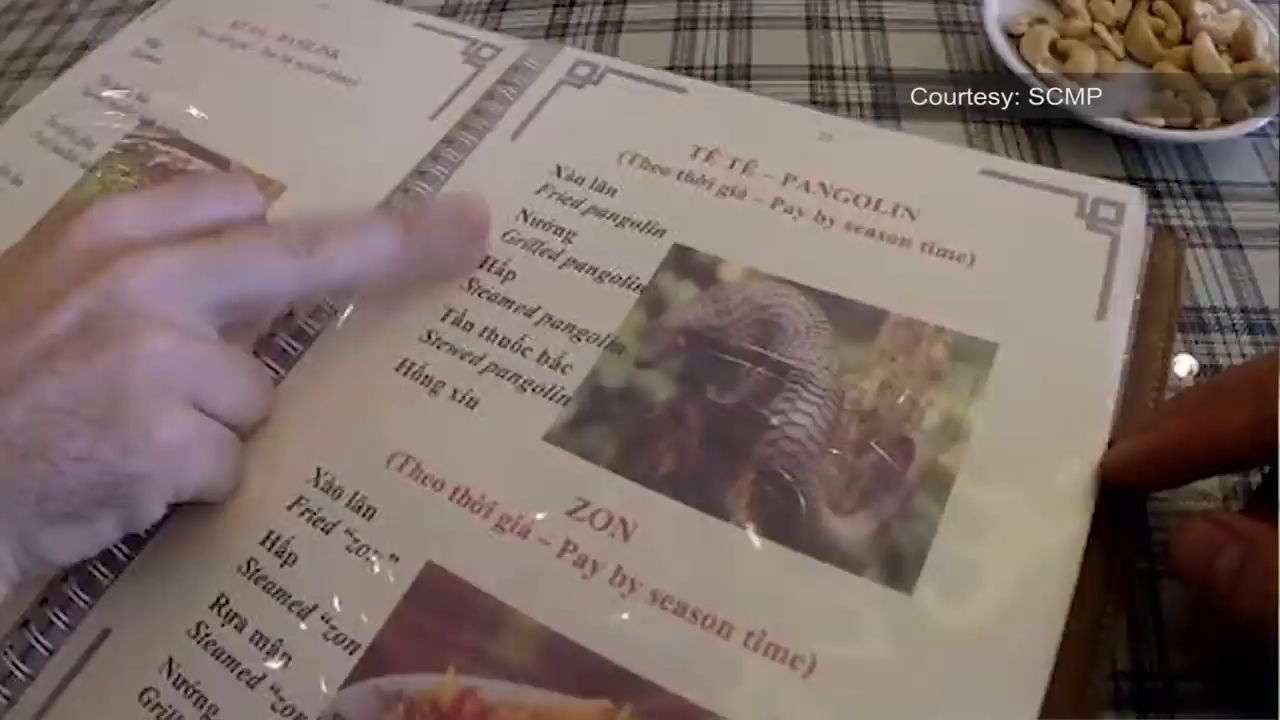 Courtesy: SCMP
TÊ TÊ – PANGOLIN
(Theo thời giá – Pay by season time)
Xào lăn
Fried pangolin
Nướng
Grilled pangolin
Hấp
Steamed pangolin
Tần thuốc bắc
Stewed pangolin
Hồng xíu
ZON
(Theo thời giá – Pay by season time)
Xào lăn
Fried "zon"
Hấp
Steamed "zon
Rựa mận
Steamed "zon
Nướng